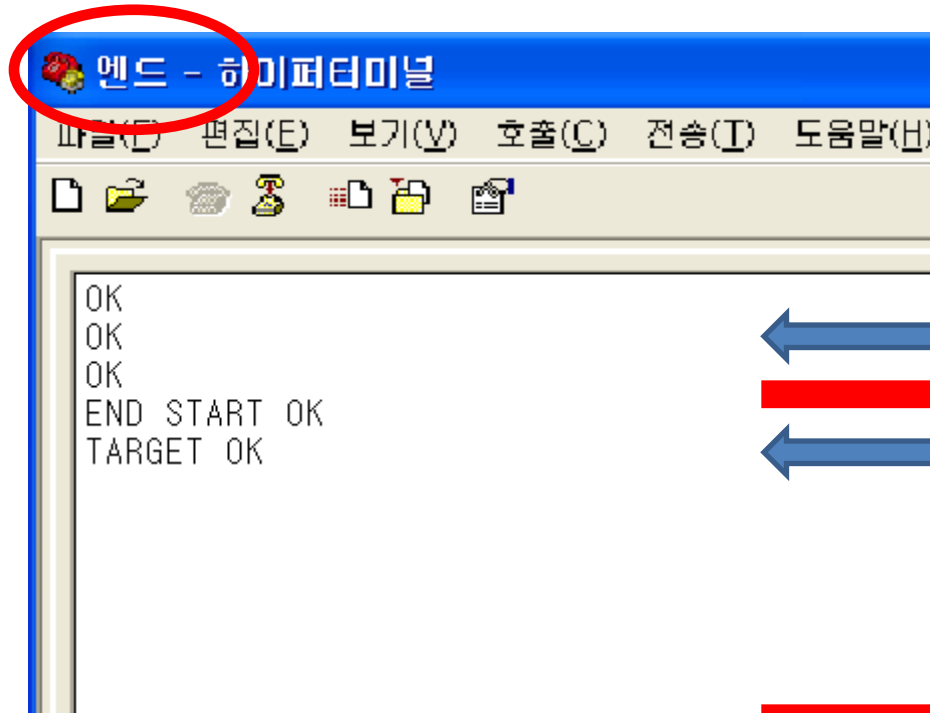 엔드 - 하이퍼터미널
파일(F) 편집(E) 보기(V) 호출(C) 전송(T) 도움말(H)
OK
OK
OK
END START OK
TARGET OK